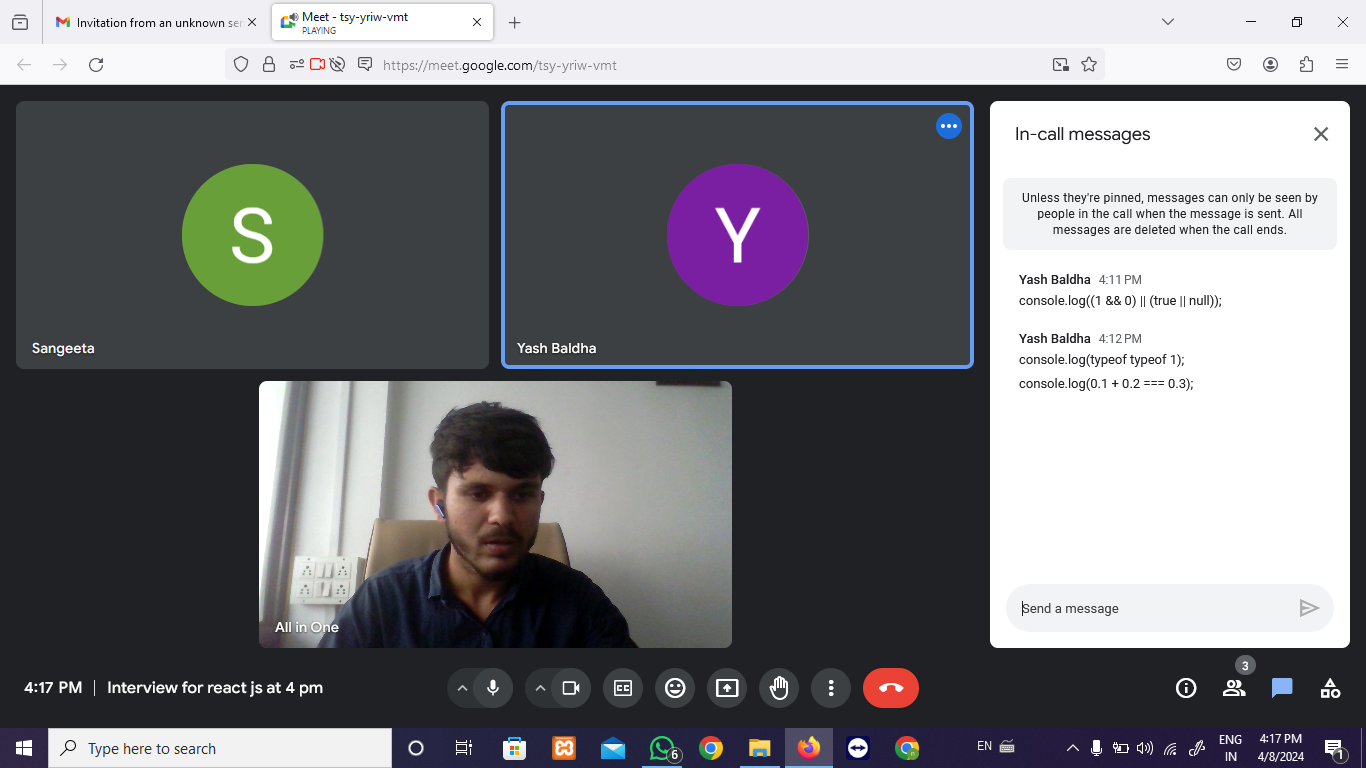 Invitation from an unknown sen
Meet - tsy-yriw-vmt
PLAYING
https://meet.google.com/tsy-yriw-vmt
S
Sangeeta
Y
Yash Baldha
All in One
In-call messages
Unless they're pinned, messages can only be seen by
people in the call when the message is sent. All
messages are deleted when the call ends.
Yash Baldha 4:11 PM
console.log((1 && 0) || (true || null));
Yash Baldha 4:12 PM
console.log(typeof typeof 1);
console.log(0.1 + 0.2 === 0.3);
Send a message
4:17 PM | Interview for react js at 4 pm
3
Type here to search
6
EN
ENG
IN
4:17 PM
4/8/2024
1